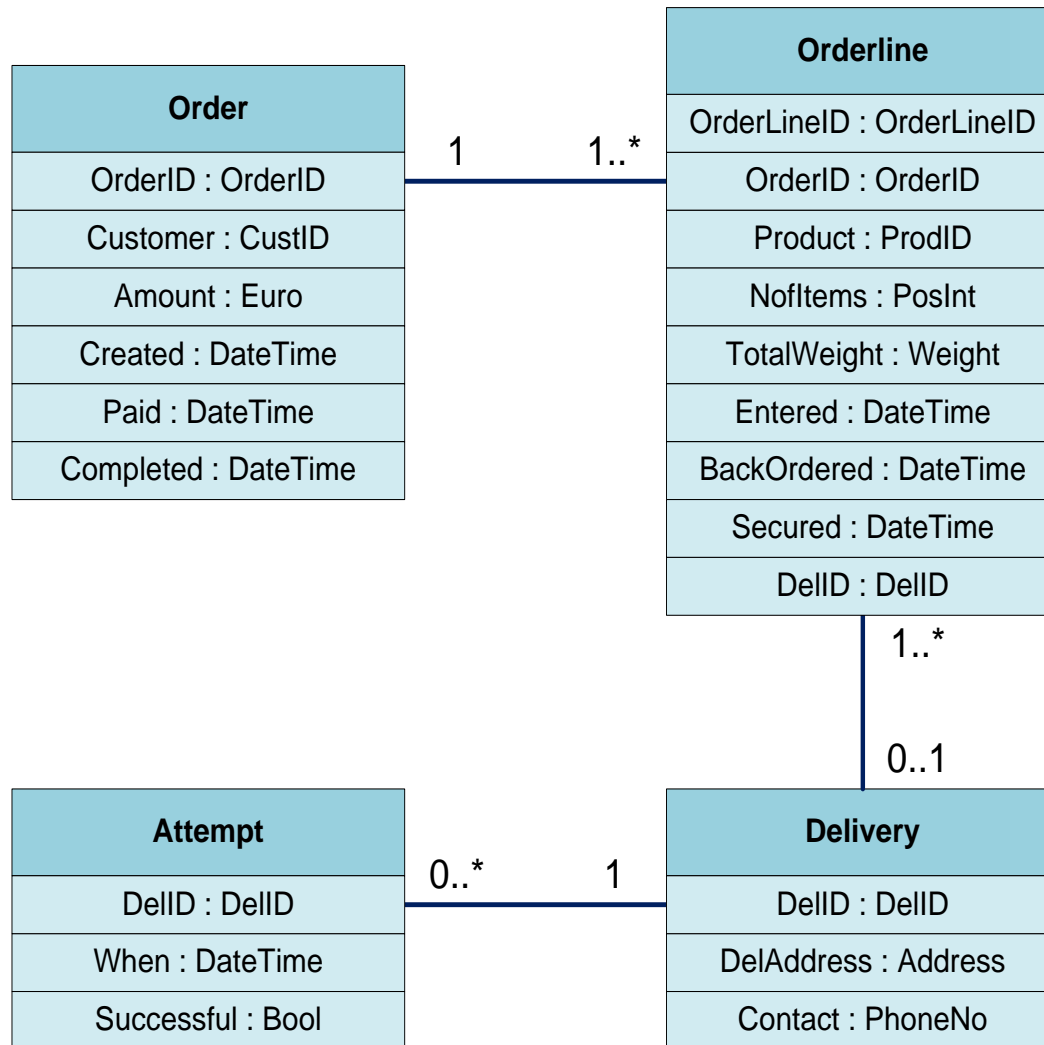 Order
OrderID : OrderID
Customer : CustID
Amount : Euro
Created : DateTime
Paid : DateTime
Completed : DateTime
1
1..*
Orderline
OrderLineID : OrderLineID
OrderID : OrderID
Product : ProdID
NofItems : PosInt
TotalWeight : Weight
Entered : DateTime
BackOrdered : DateTime
Secured : DateTime
DelID : DelID
1..*
0..1
Attempt
DelID : DelID
When : DateTime
Successful : Bool
0..*
1
Delivery
DelID : DelID
DelAddress : Address
Contact : PhoneNo